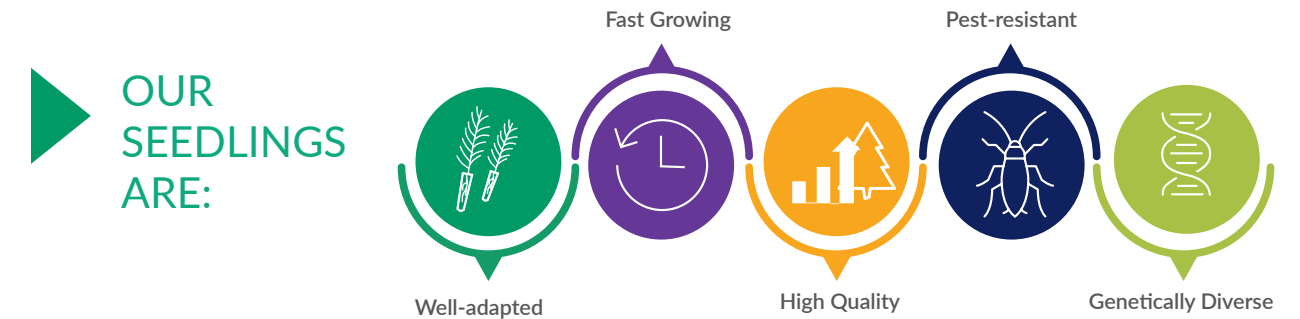 OUR
SEEDLINGS
ARE:
Well-adapted
Fast Growing
High Quality
Pest-resistant
Genetically Diverse